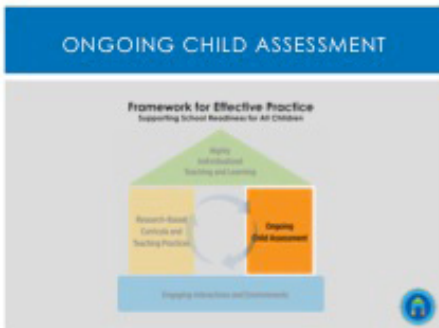 ONGOING CHILD ASSESSMENT
Framework for Effective Practice
Supporting School Readiness for All Children
Highly
Individualized
Teaching and Learning
Research-Based
Curricula and
Teaching Practices
Ongoing
Child Assessment
Engaging Interactions and Environments